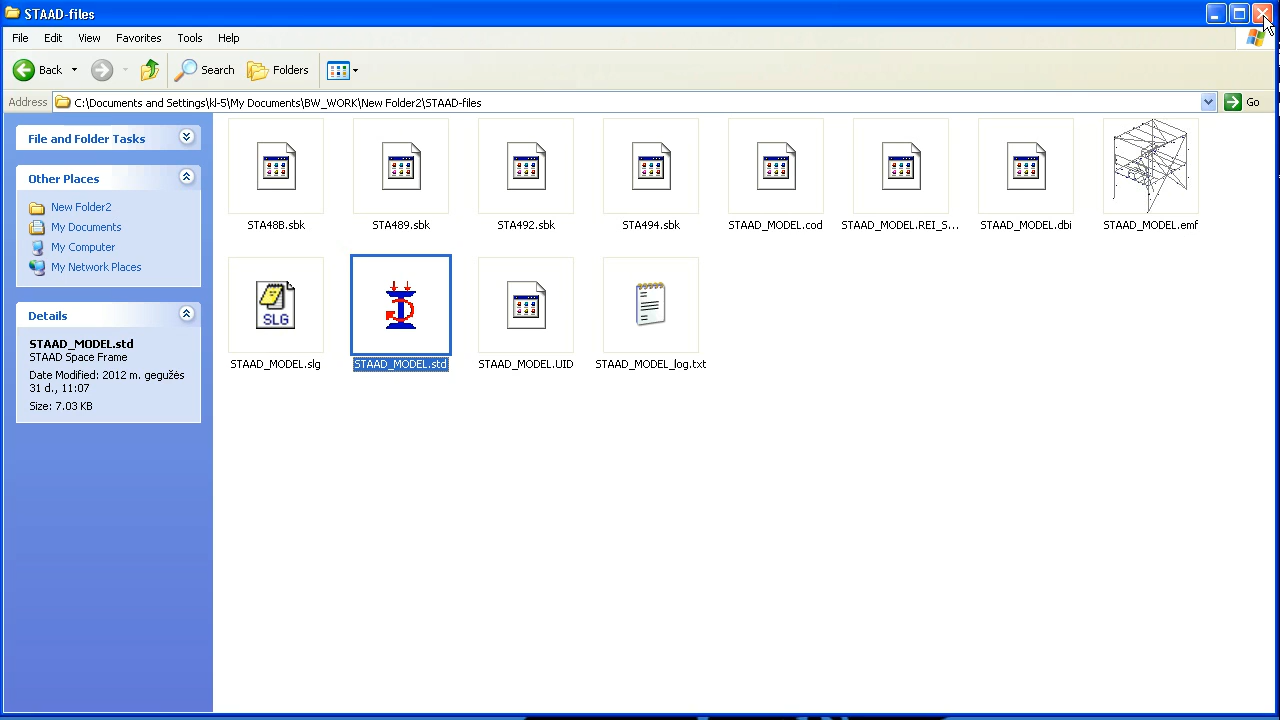 STAAD-files
File Edit View Favorites Tools Help
Back Search Folders
Address C:\Documents and Settings\kl-5\My Documents\BW_WORK\New Folder2\STAAD-files Go
File and Folder Tasks
Other Places
New Folder2
My Documents
My Computer
My Network Places
Details
STAAD_MODEL.std
STAAD Space Frame
Date Modified: 2012 m. gegužės
31 d., 11:07
Size: 7.03 KB
STA48B.sbk STA489.sbk STA492.sbk STA494.sbk STAAD_MODEL.cod STAAD_MODEL.REI_S... STAAD_MODEL.dbi STAAD_MODEL.emf
SLG
STAAD_MODEL.slg STAAD_MODEL.std STAAD_MODEL.UID STAAD_MODEL_log.txt